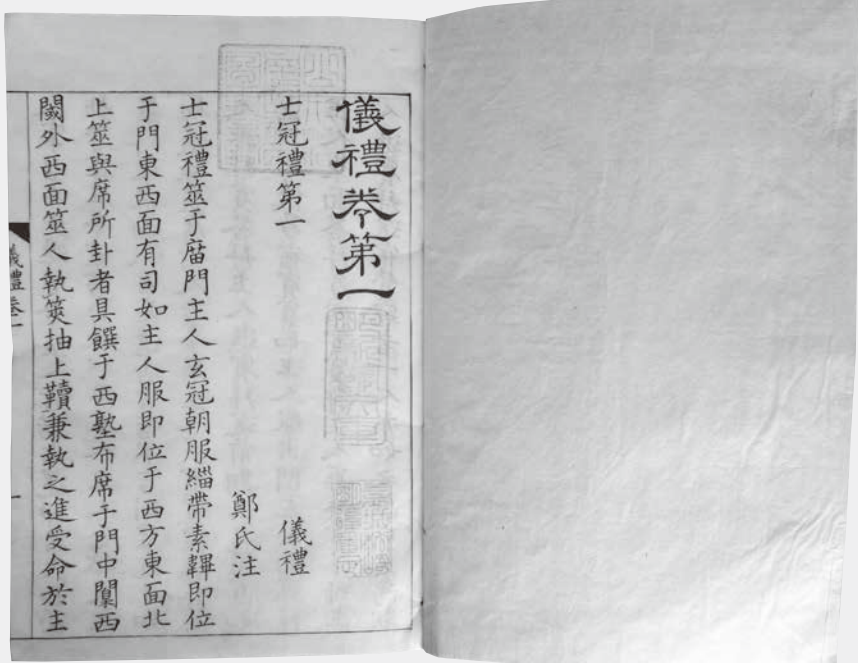 儀禮卷第一
士冠禮第一 儀禮
鄭氏注
士冠禮筮于庿門主人玄冠朝服緇帶素韠即位
于門東西面有司如主人服即位于西方東面北
上筮與席所卦者具饌于西塾布席于門中闑西
閾外西面筮人執筴抽上韇兼執之進受命於主
儀禮卷一
一